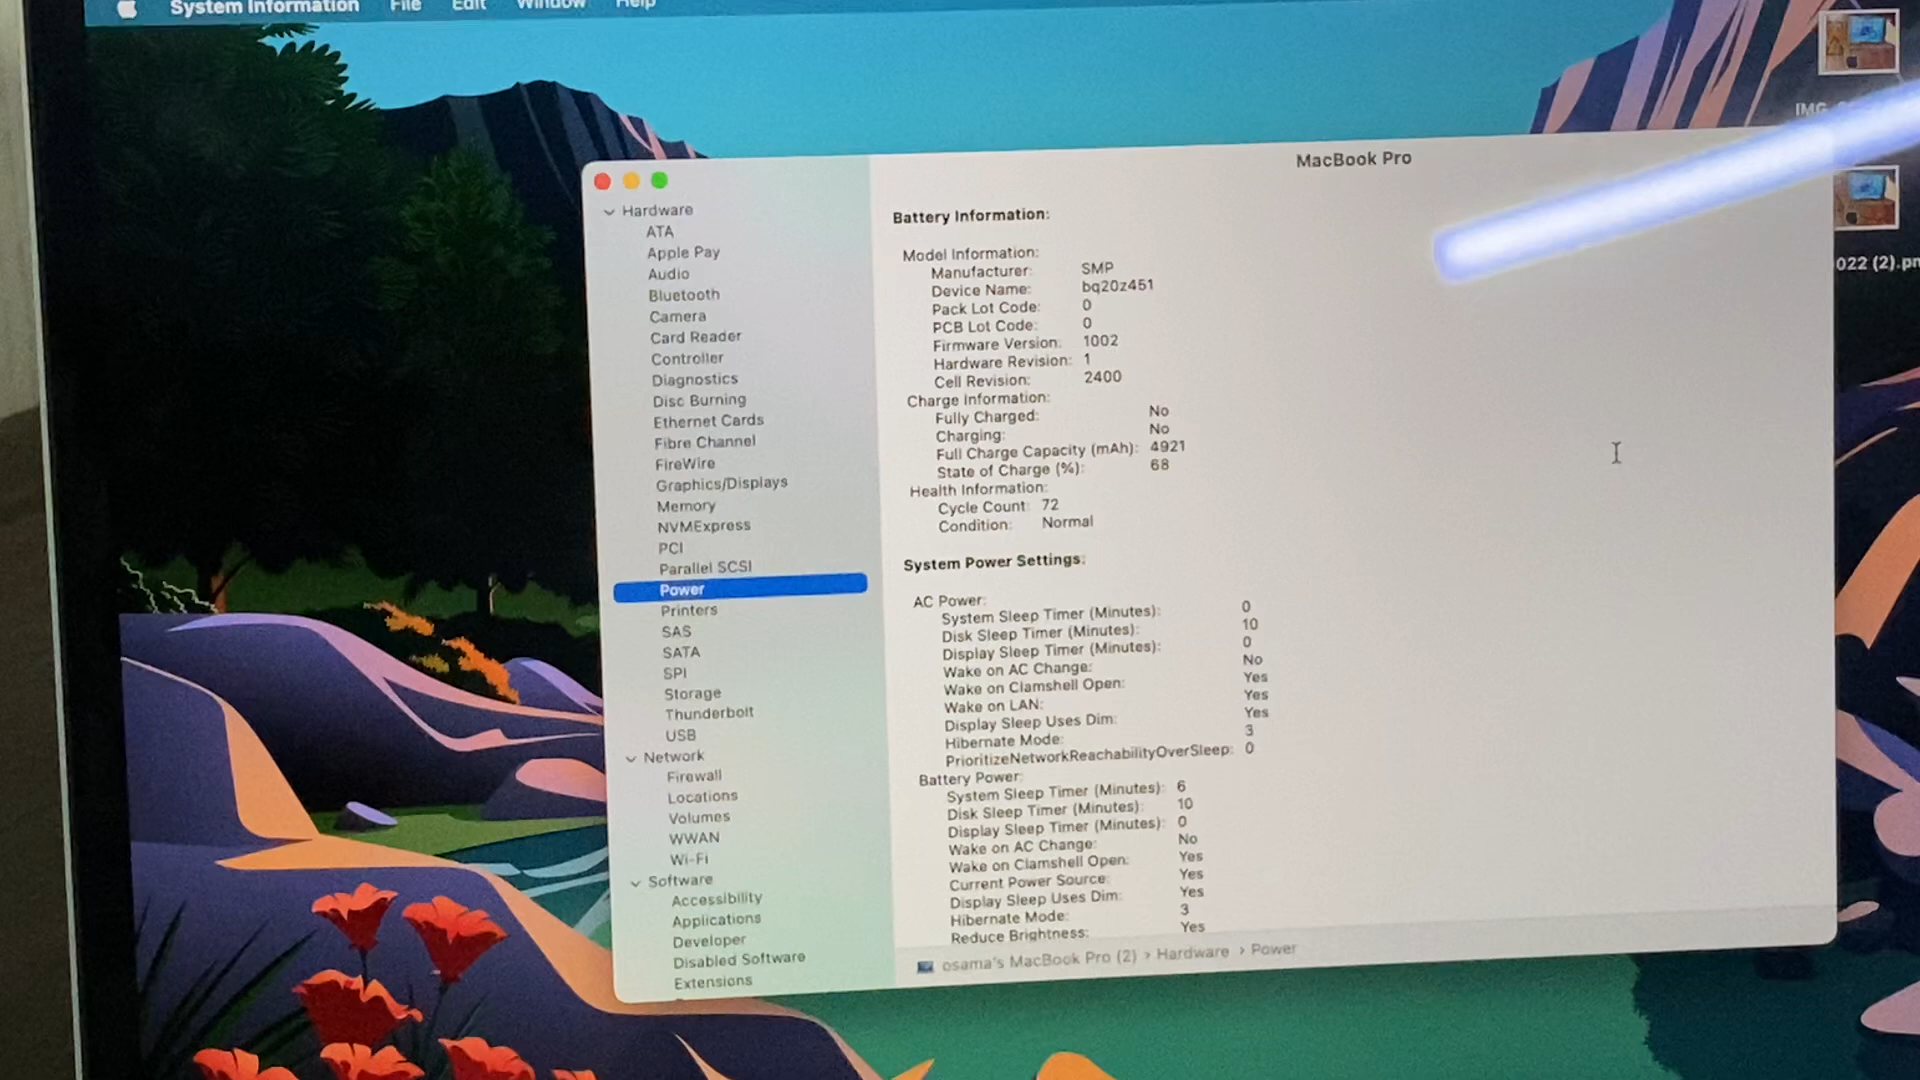 System Information File Edit Window Help
IMG
022 (2).pn
MacBook Pro
Hardware
ATA
Apple Pay
Audio
Bluetooth
Camera
Card Reader
Controller
Diagnostics
Disc Burning
Ethernet Cards
Fibre Channel
FireWire
Graphics/Displays
Memory
NVMExpress
PCI
Parallel SCSI
Power
Printers
SAS
SATA
SPI
Storage
Thunderbolt
USB
Network
Firewall
Locations
Volumes
WWAN
Wi-Fi
Software
Accessibility
Applications
Developer
Disabled Software
Extensions
Battery Information:
Model Information:
Manufacturer: SMP
Device Name: bq20z451
Pack Lot Code: 0
PCB Lot Code: 0
Firmware Version: 1002
Hardware Revision: 1
Cell Revision: 2400
Charge Information:
Fully Charged: No
Charging: No
Full Charge Capacity (mAh): 4921
State of Charge (%): 68
Health Information:
Cycle Count: 72
Condition: Normal
System Power Settings:
AC Power:
System Sleep Timer (Minutes): 0
Disk Sleep Timer (Minutes): 10
Display Sleep Timer (Minutes): 0
Wake on AC Change: No
Wake on Clamshell Open: Yes
Wake on LAN: Yes
Display Sleep Uses Dim: Yes
Hibernate Mode: 3
PrioritizeNetworkReachabilityOverSleep: 0
Battery Power:
System Sleep Timer (Minutes): 6
Disk Sleep Timer (Minutes): 10
Display Sleep Timer (Minutes): 0
Wake on AC Change: No
Wake on Clamshell Open: Yes
Current Power Source: Yes
Display Sleep Uses Dim: Yes
Hibernate Mode: 3
Reduce Brightness: Yes
osama's MacBook Pro (2) › Hardware › Power